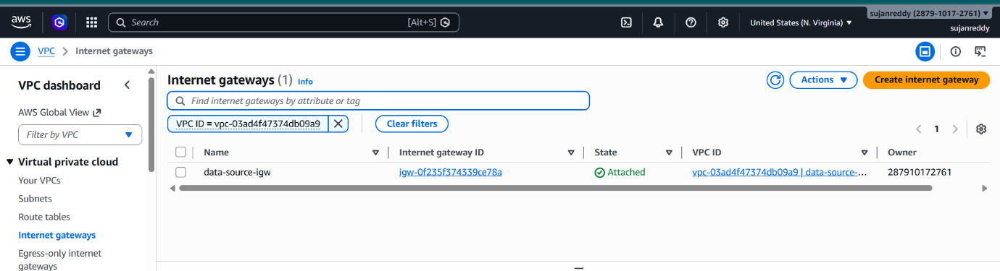 aws
Search [Alt+S]
United States (N. Virginia)
sujanreddy (2879-1017-2761)
sujanreddy
VPC
Internet gateways
VPC dashboard
AWS Global View
Filter by VPC
Virtual private cloud
Your VPCs
Subnets
Route tables
Internet gateways
Egress-only internet
gateways
Internet gateways (1) Info
Actions
Create internet gateway
Find internet gateways by attribute or tag
VPC ID = vpc-03ad4f47374db09a9
Clear filters
1
Name Internet gateway ID State VPC ID Owner
data-source-igw igw-0f235f374339ce78a Attached vpc-03ad4f47374db09a9 | data-source-... 287910172761